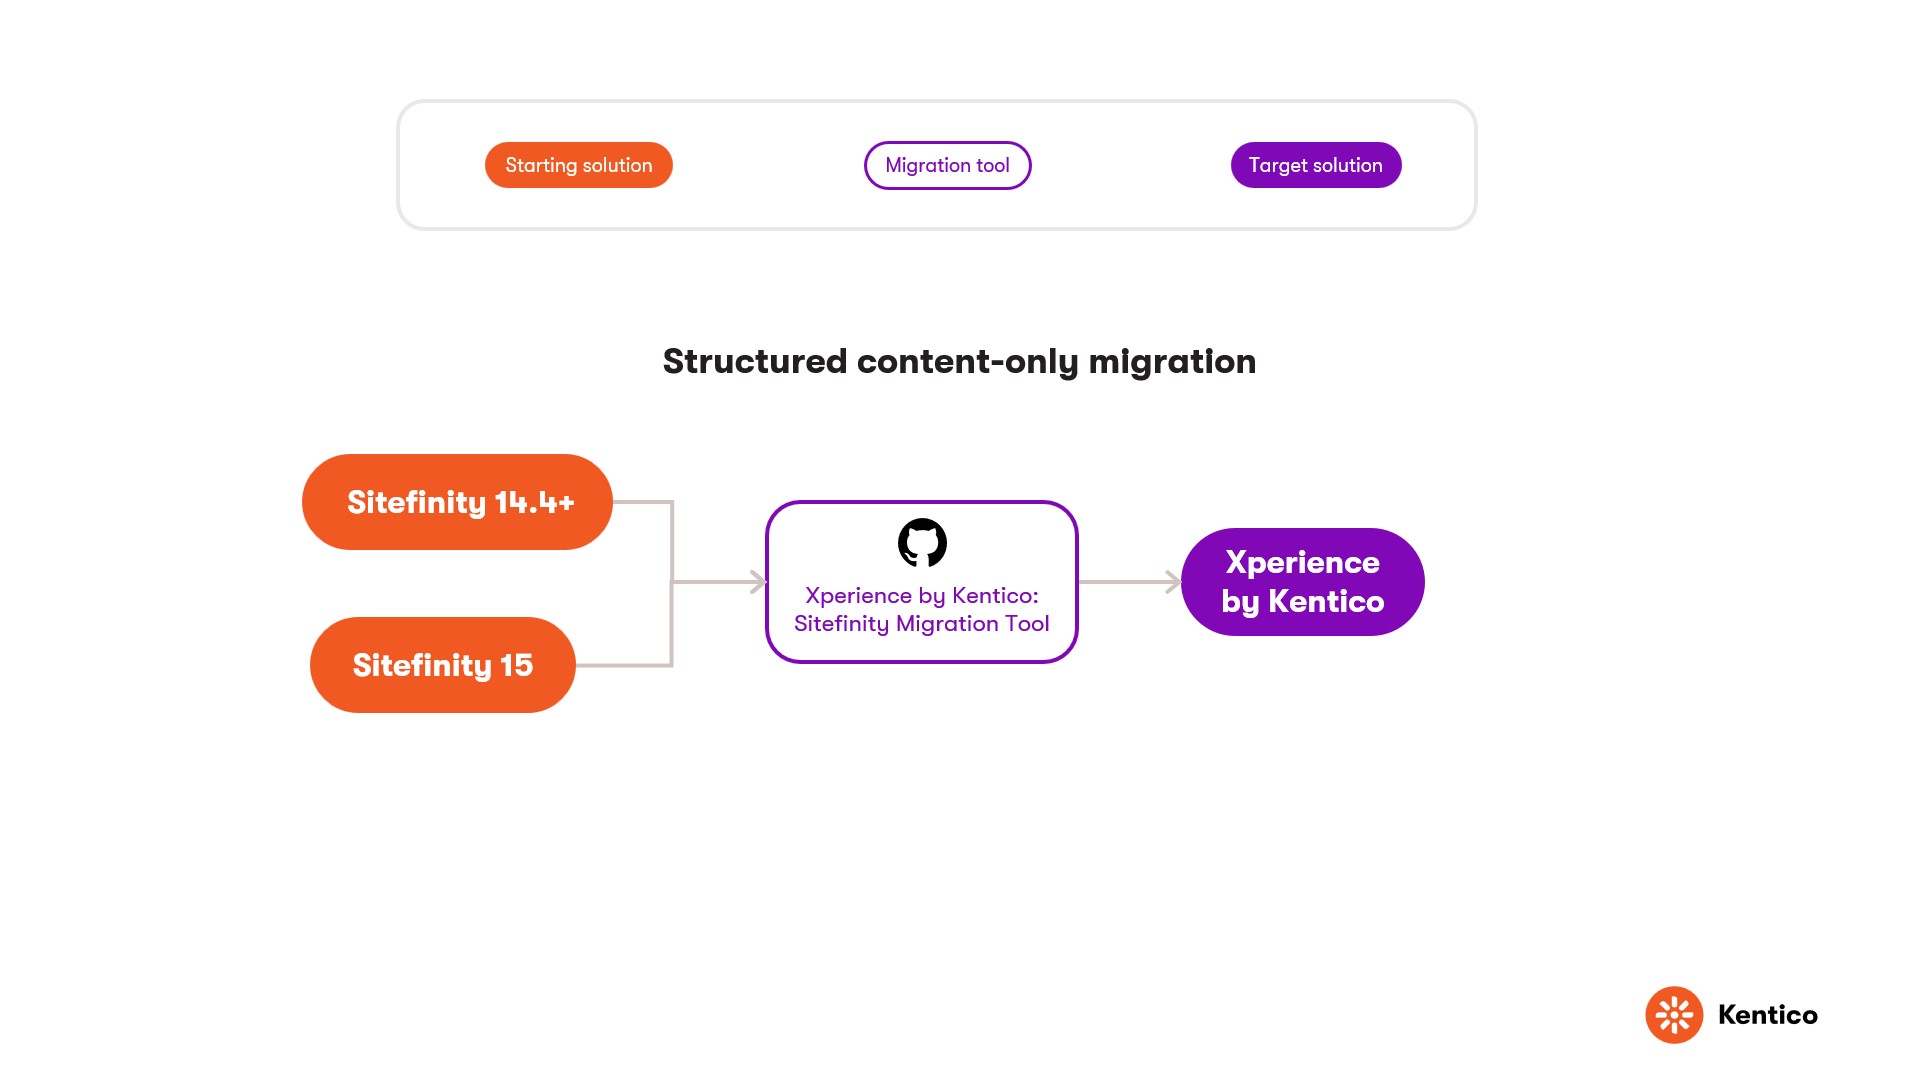 Starting solution
Migration tool
Target solution
Structured content-only migration
Sitefinity 14.4+
Sitefinity 15
Xperience by Kentico:
Sitefinity Migration Tool
Xperience
by Kentico
Kentico